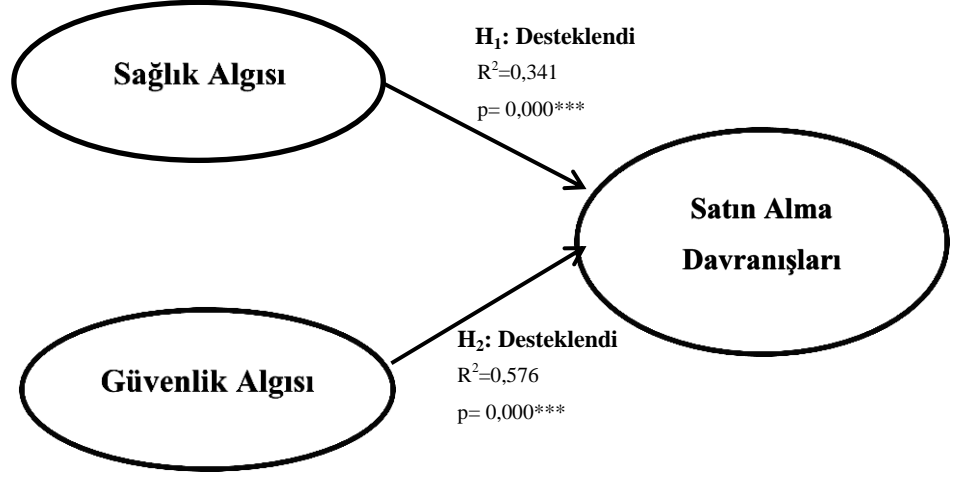 Sağlık Algısı
H₁: Desteklendi
R²=0,341
p= 0,000***
Satın Alma
Davranışları
Güvenlik Algısı
H₂: Desteklendi
R²=0,576
p= 0,000***